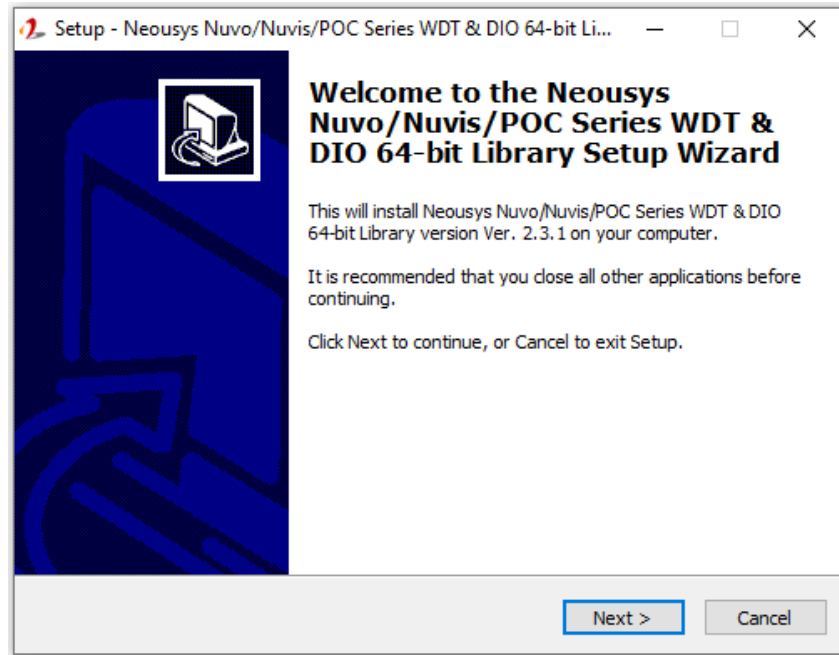 Setup - Neousys Nuvo/Nuvis/POC Series WDT & DIO 64-bit Li...
Welcome to the Neousys
Nuvo/Nuvis/POC Series WDT &
DIO 64-bit Library Setup Wizard
This will install Neousys Nuvo/Nuvis/POC Series WDT & DIO
64-bit Library version Ver. 2.3.1 on your computer.
It is recommended that you close all other applications before
continuing.
Click Next to continue, or Cancel to exit Setup.
Next >
Cancel